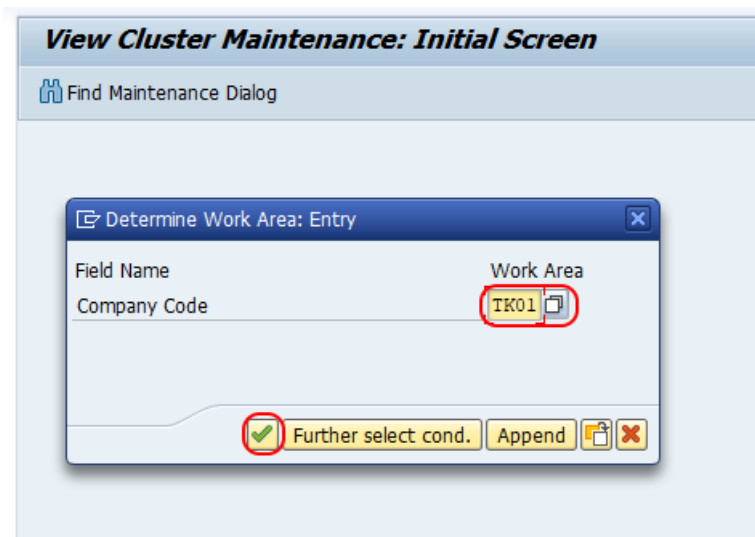 View Cluster Maintenance: Initial Screen
Find Maintenance Dialog
Determine Work Area: Entry
Field Name Work Area
Company Code TK01
Further select cond. Append